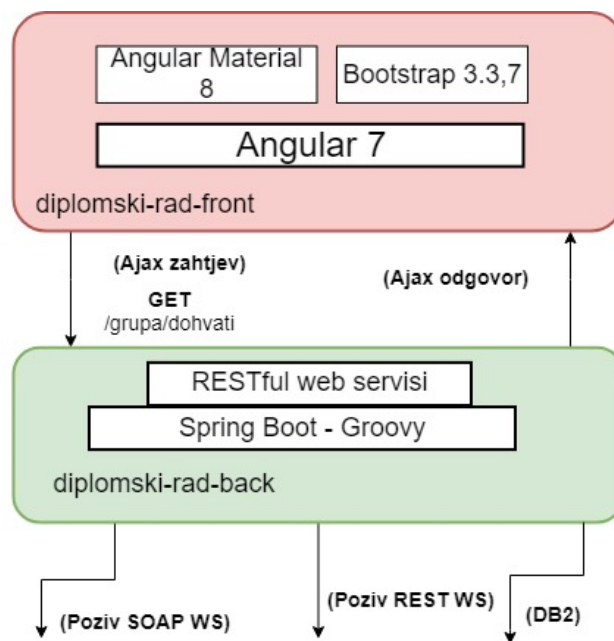 Angular Material
8
Bootstrap 3.3,7
Angular 7
diplomski-rad-front
(Ajax zahtjev)
GET
/grupa/dohvati
(Ajax odgovor)
RESTful web servisi
Spring Boot - Groovy
diplomski-rad-back
(Poziv SOAP WS)
(Poziv REST WS)
(DB2)